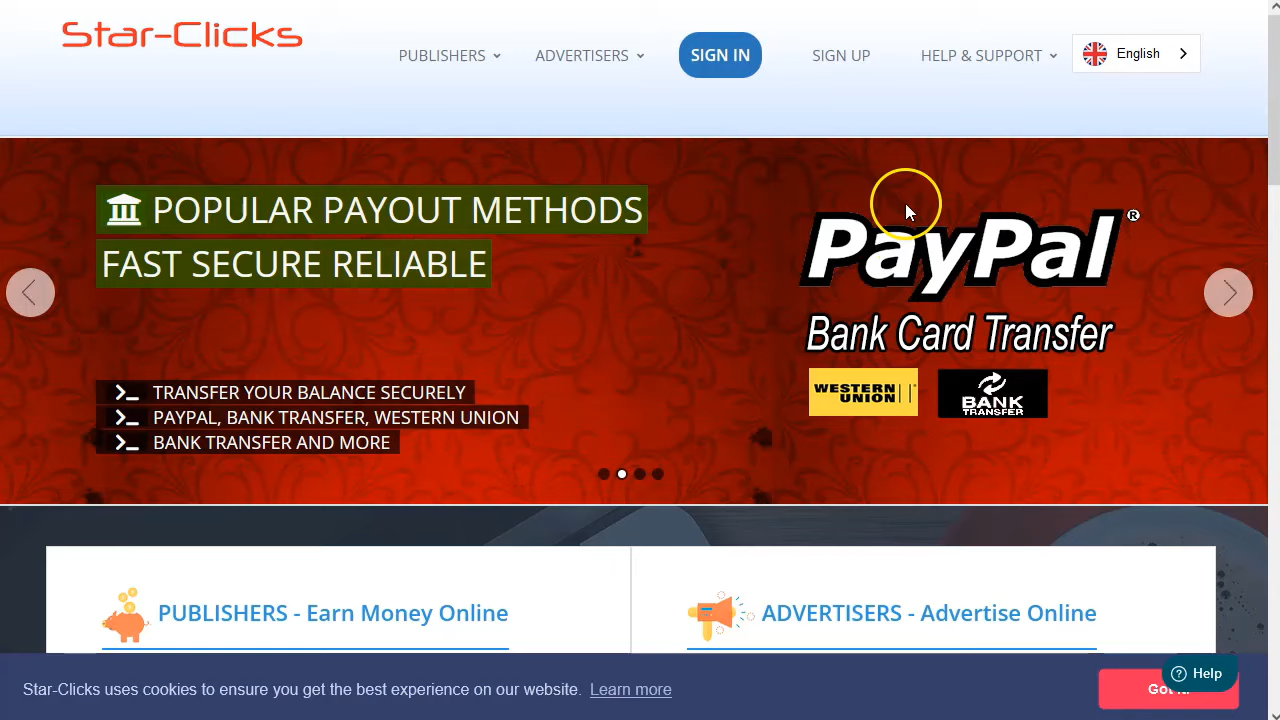 Star-Clicks
PUBLISHERS
ADVERTISERS
SIGN IN
SIGN UP
HELP & SUPPORT
English
POPULAR PAYOUT METHODS
FAST SECURE RELIABLE
PayPal ®
Bank Card Transfer
WESTERN UNION
BANK TRANSFER
TRANSFER YOUR BALANCE SECURELY
PAYPAL, BANK TRANSFER, WESTERN UNION
BANK TRANSFER AND MORE
PUBLISHERS - Earn Money Online
ADVERTISERS - Advertise Online
Star-Clicks uses cookies to ensure you get the best experience on our website. Learn more
Help